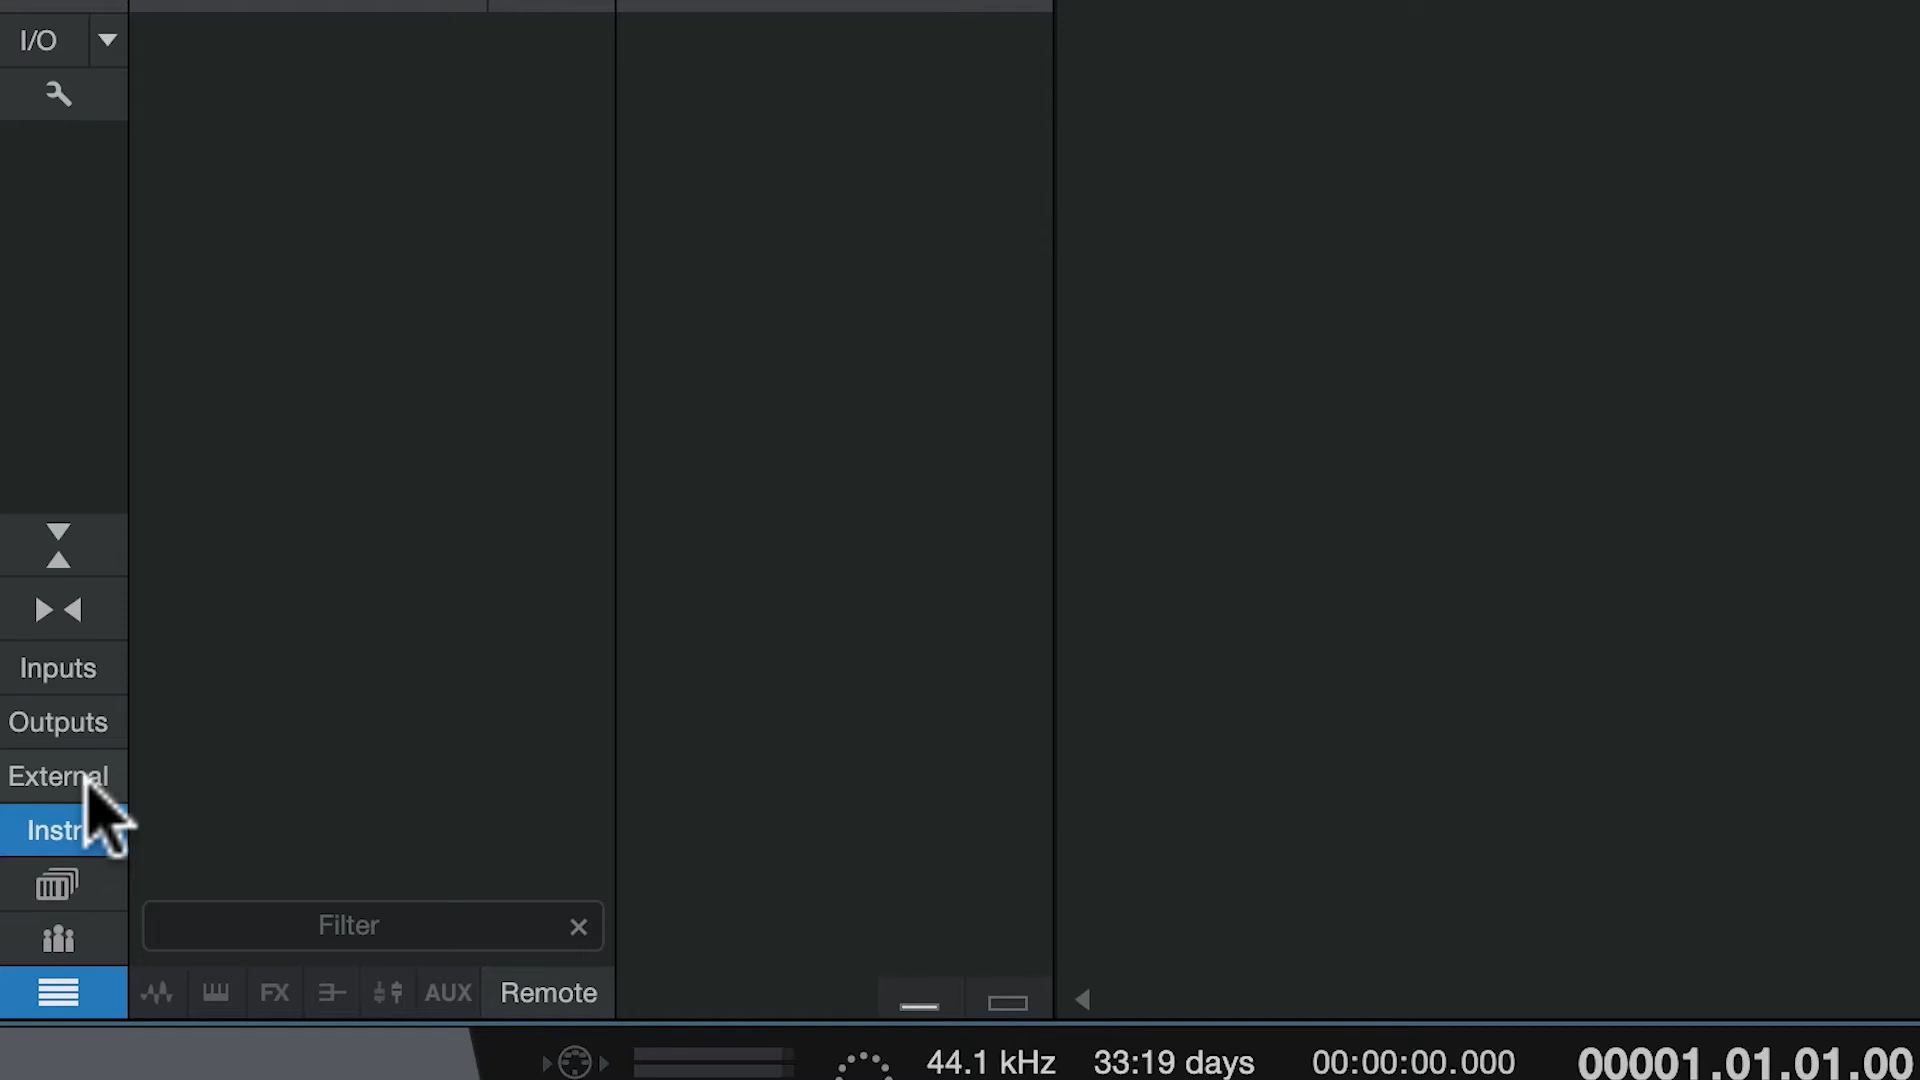 I/O
Inputs
Outputs
External
Instr
Filter
FX
AUX
Remote
44.1 kHz
33:19 days
00:00:00.000
00001.01.01.00